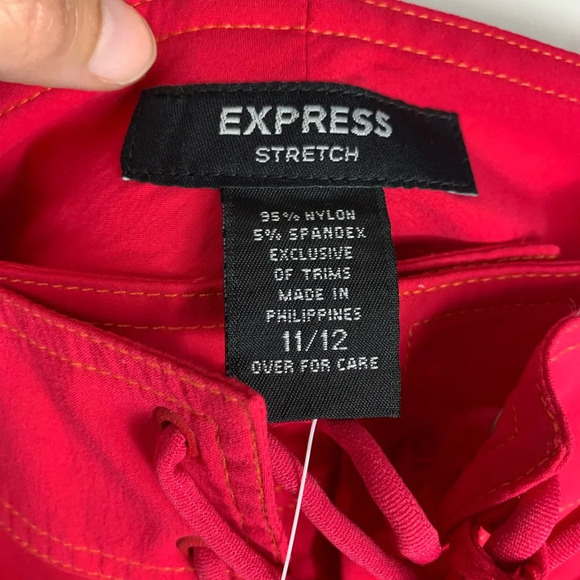 EXPRESS
STRETCH
95% NYLON
5% SPANDEX
EXCLUSIVE
OF TRIMS
MADE IN
PHILIPPINES
11/12
OVER FOR CARE